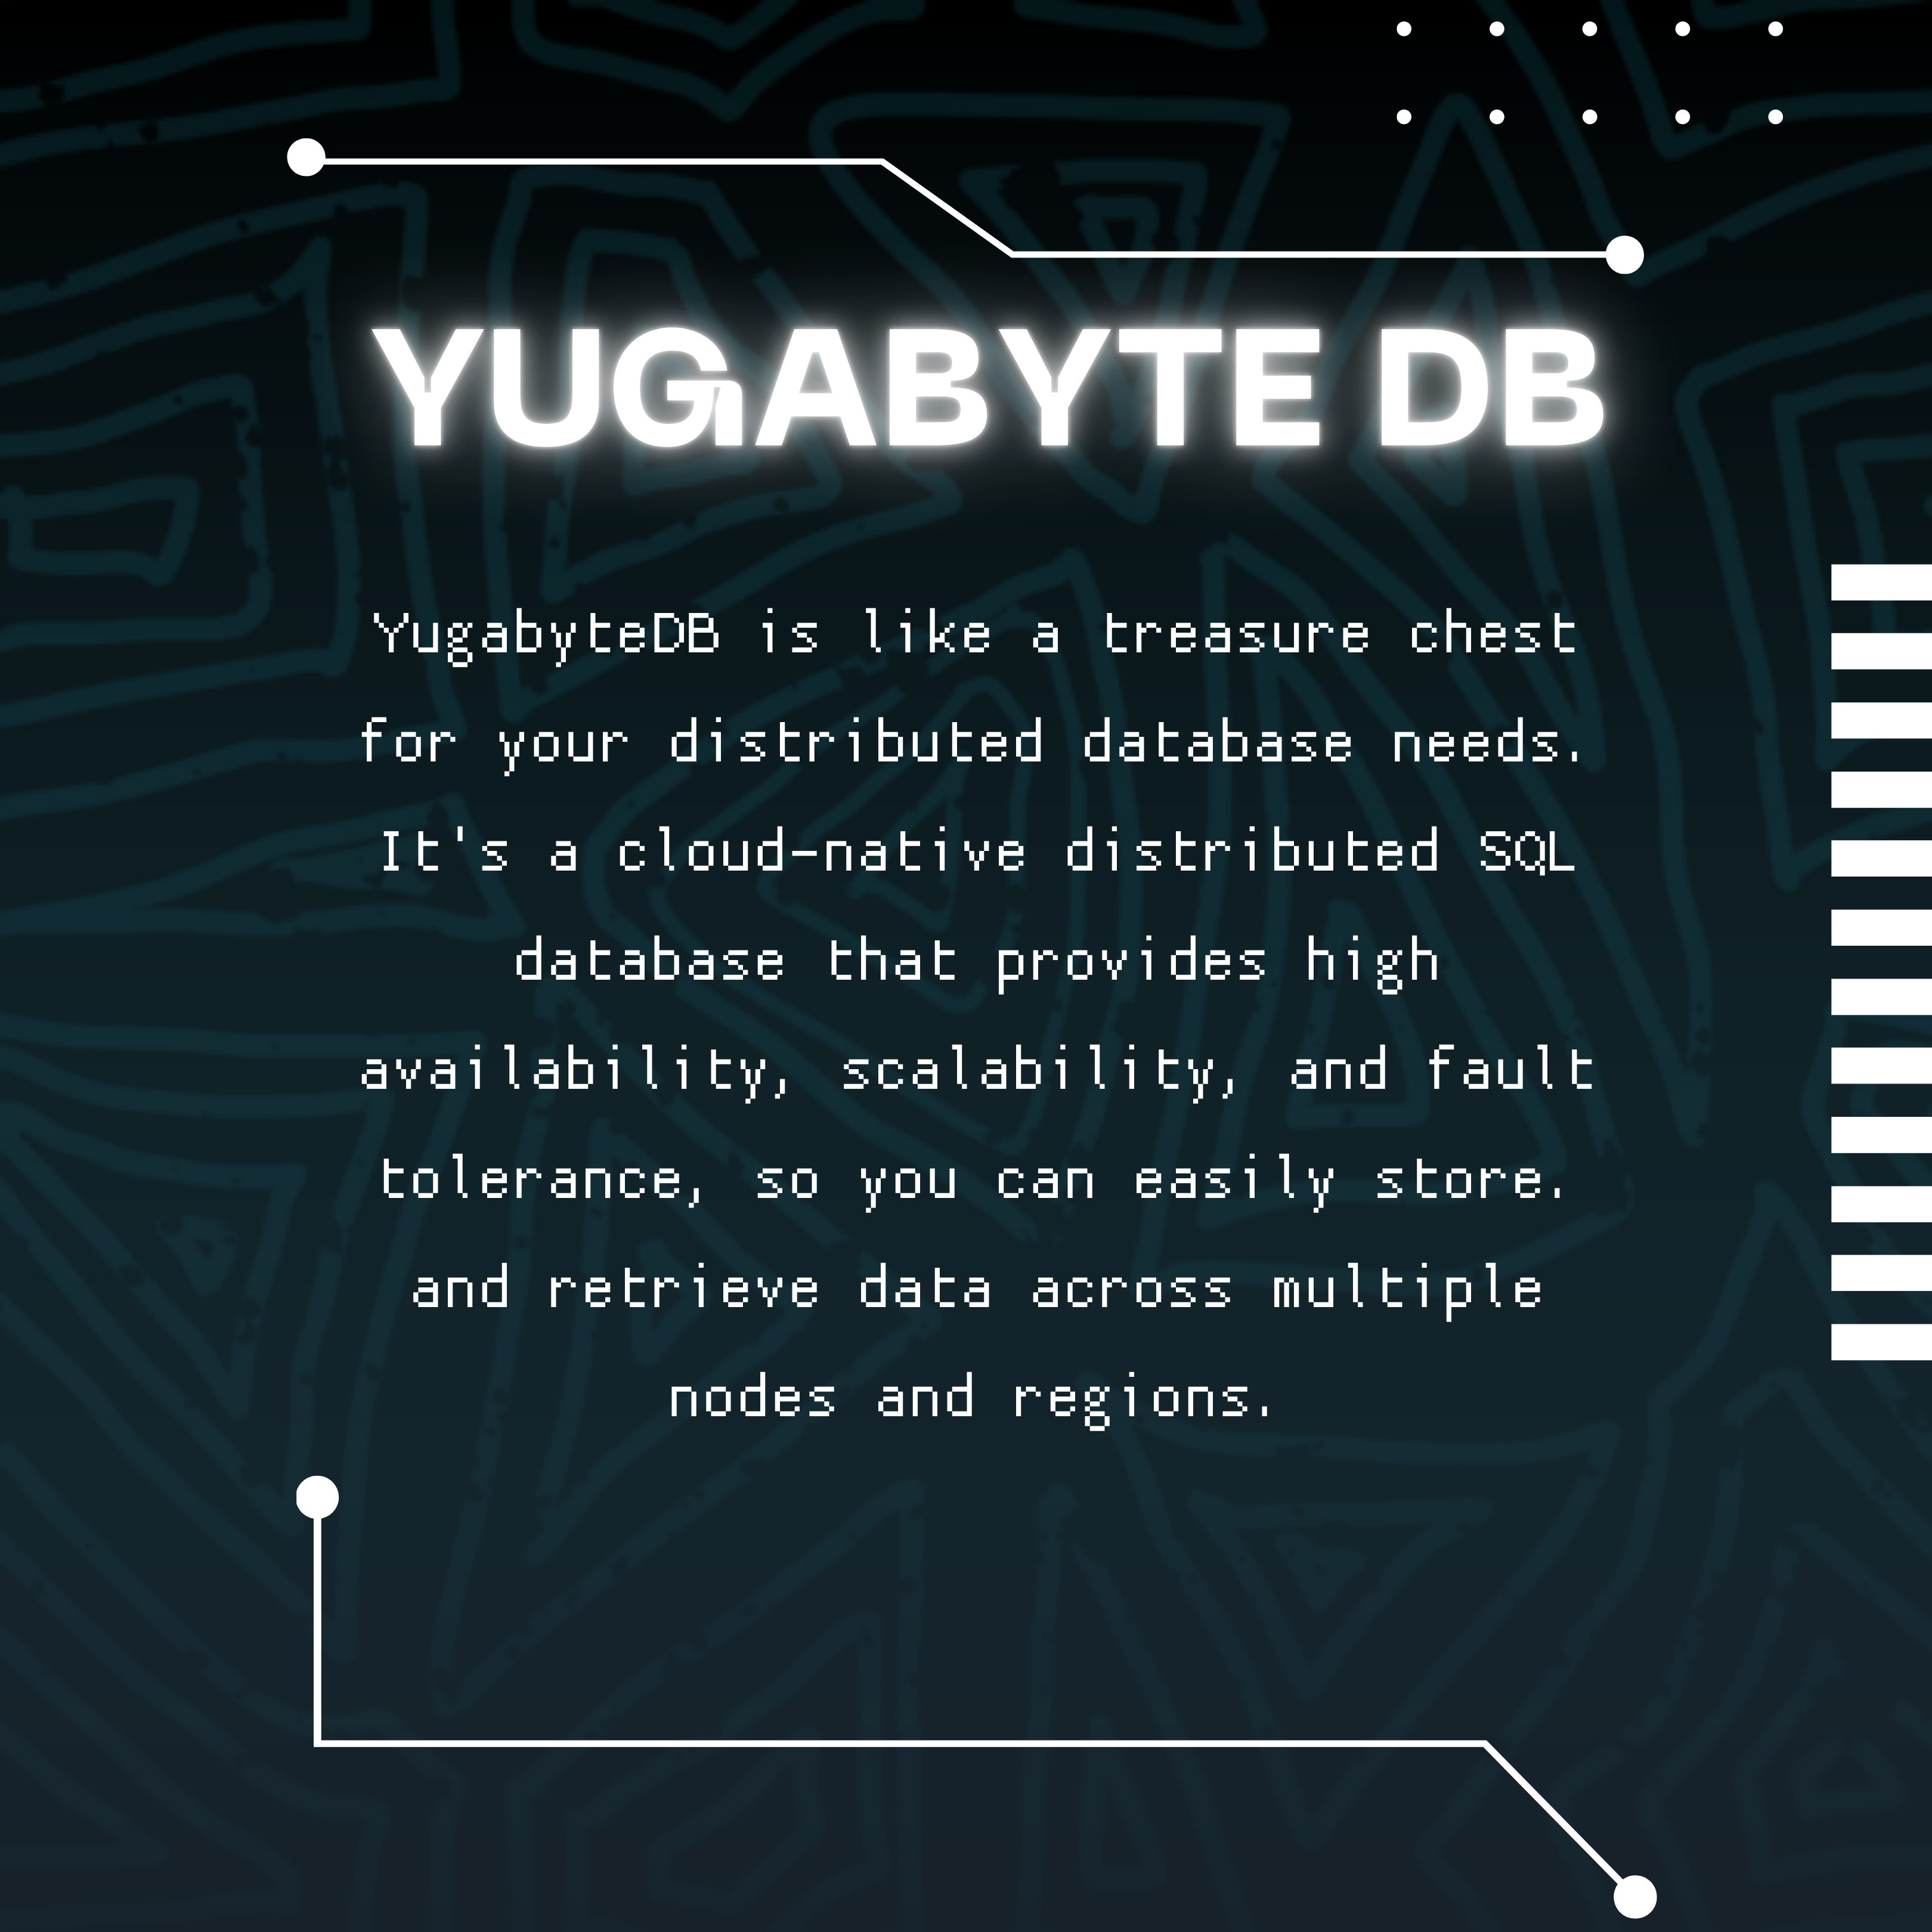 YUGABYTE DB
YugabyteDB is like a treasure chest
for your distributed database needs.
It's a cloud-native distributed SQL
database that provides high
availability, scalability, and fault
tolerance, so you can easily store.
and retrieve data across multiple
nodes and regions.